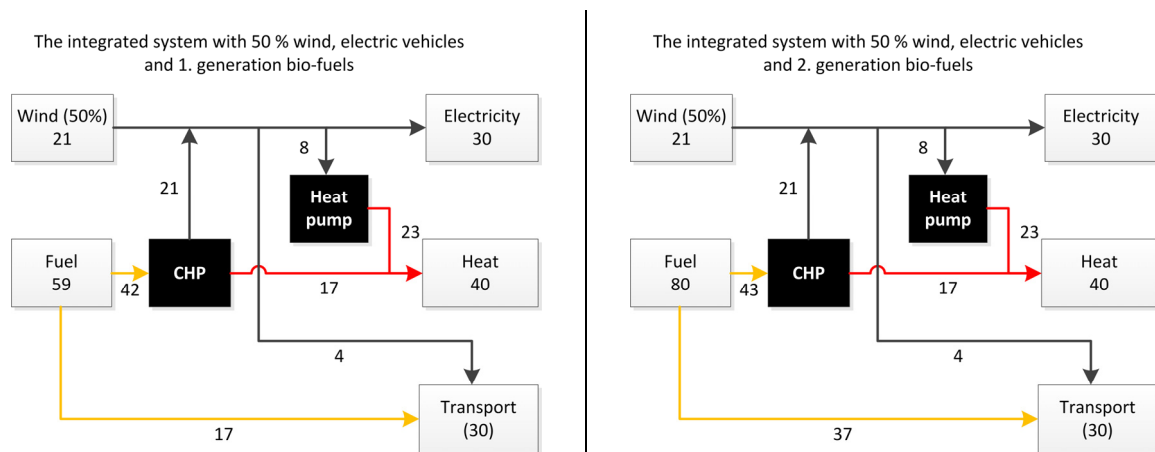 The integrated system with 50 % wind, electric vehicles
and 1. generation bio-fuels
Wind (50%)
21
Electricity
30
8
21
Heat
pump
23
Fuel
59
42
CHP
17
Heat
40
4
Transport
(30)
17
The integrated system with 50 % wind, electric vehicles
and 2. generation bio-fuels
Wind (50%)
21
Electricity
30
8
21
Heat
pump
23
Fuel
80
43
CHP
17
Heat
40
4
Transport
(30)
37